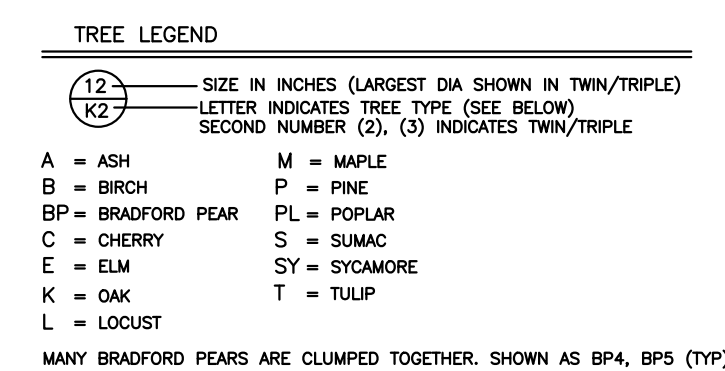 TREE LEGEND
12 SIZE IN INCHES (LARGEST DIA SHOWN IN TWIN/TRIPLE)
K2 LETTER INDICATES TREE TYPE (SEE BELOW)
SECOND NUMBER (2), (3) INDICATES TWIN/TRIPLE
A = ASH
B = BIRCH
BP = BRADFORD PEAR
C = CHERRY
E = ELM
K = OAK
L = LOCUST
M = MAPLE
P = PINE
PL = POPLAR
S = SUMAC
SY = SYCAMORE
T = TULIP
MANY BRADFORD PEARS ARE CLUMPED TOGETHER. SHOWN AS BP4, BP5 (TYP)